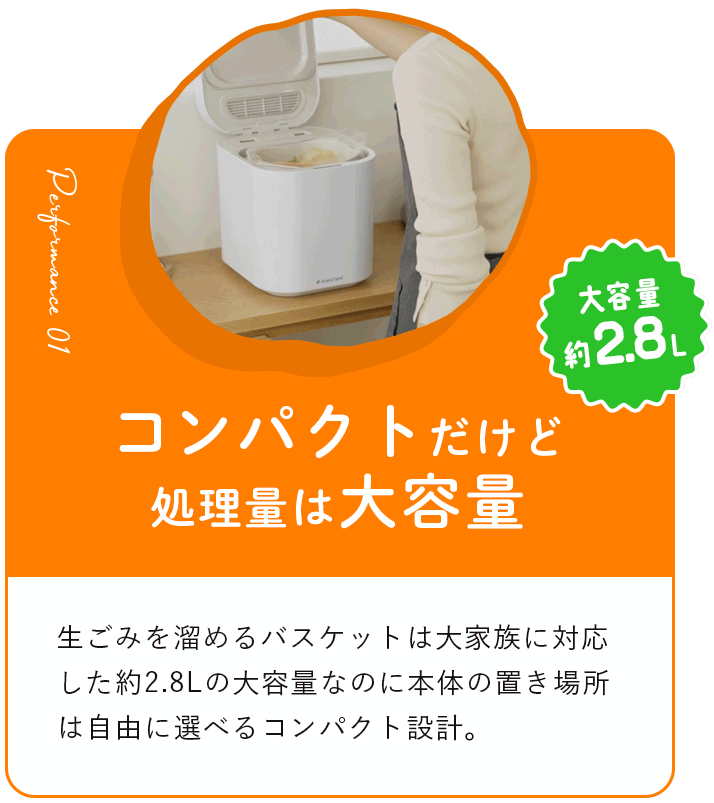 Performance 01
大容量
約2.8L
コンパクトだけど
処理量は大容量
生ごみを溜めるバスケットは大家族に対応
した約2.8Lの大容量なのに本体の置き場所
は自由に選べるコンパクト設計。